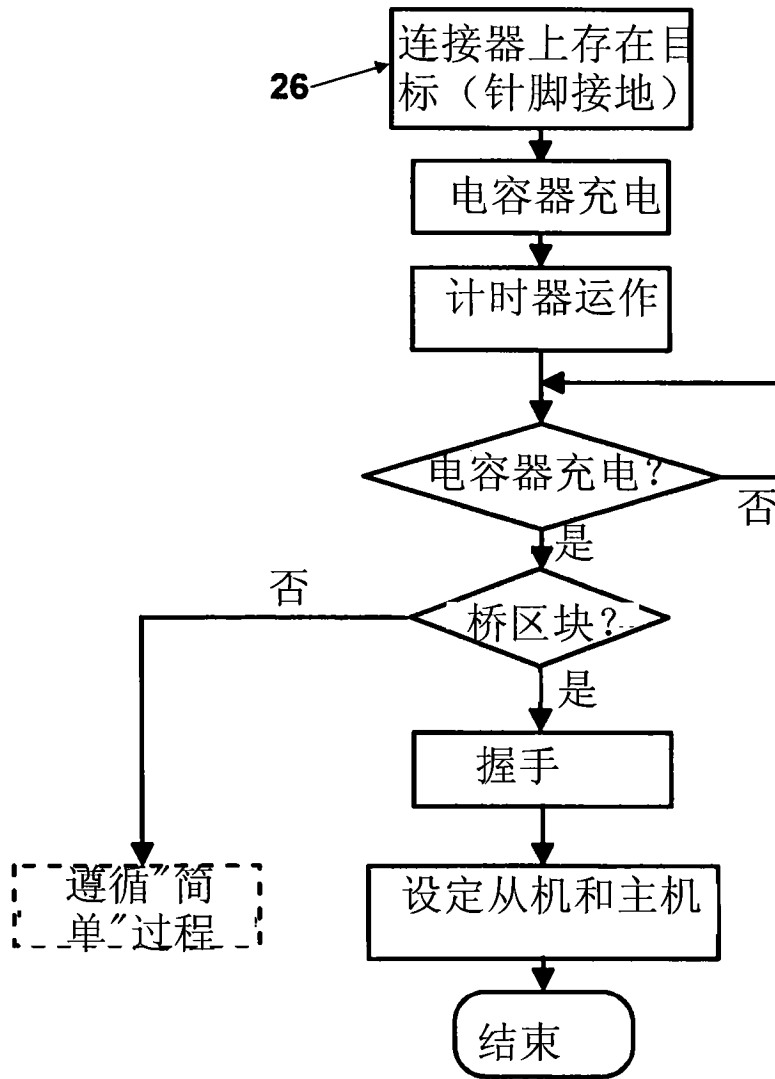 连接器上存在目
标（针脚接地）
26
电容器充电
计时器运作
电容器充电？
否
是
否
桥区块？
是
握手
遵循"简
单"过程
设定从机和主机
结束